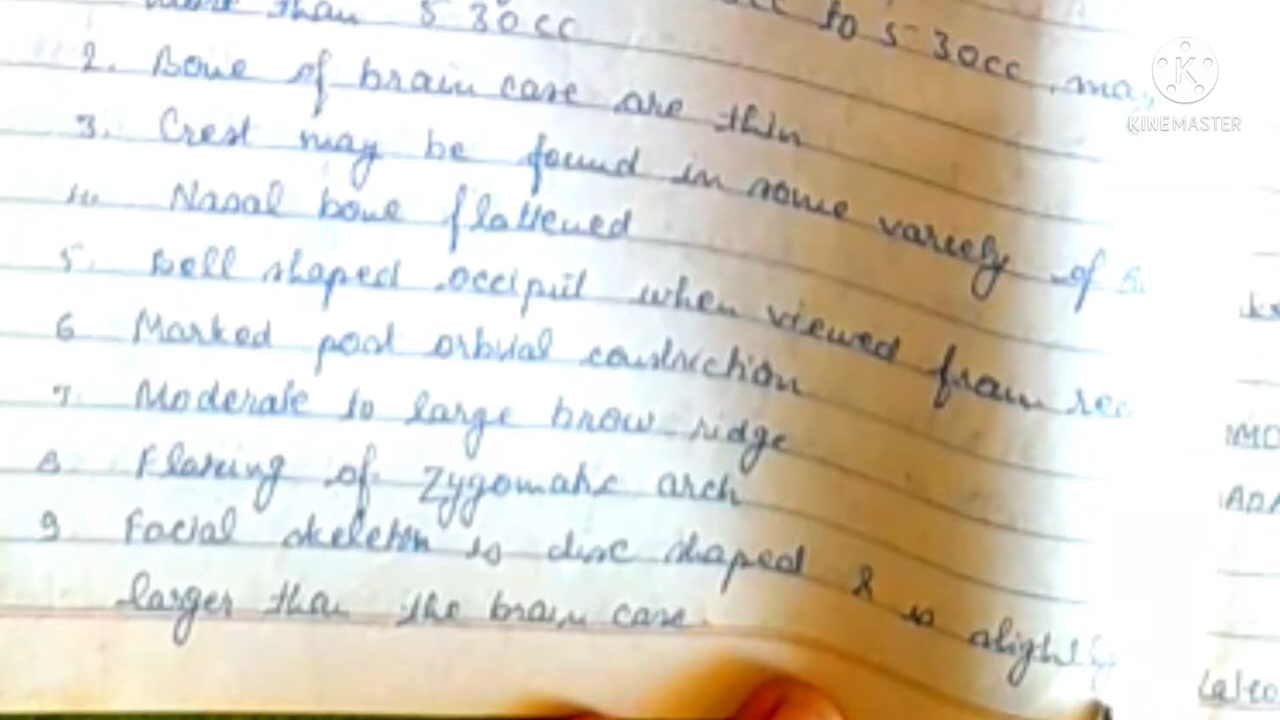 than 530cc to 530cc, ma
2. Bone of brain case are thin
3. Crest may be found in some variety of
4. Nasal bone flattened
5. Bell shaped occiput when viewed from rea
6 Marked post orbital constriction
7. Moderate to large brow ridge
8 Flaring of Zygomatic arch
9 Facial skeleton is disc shaped & is slightly
larger than the brain case.
KINEMASTER